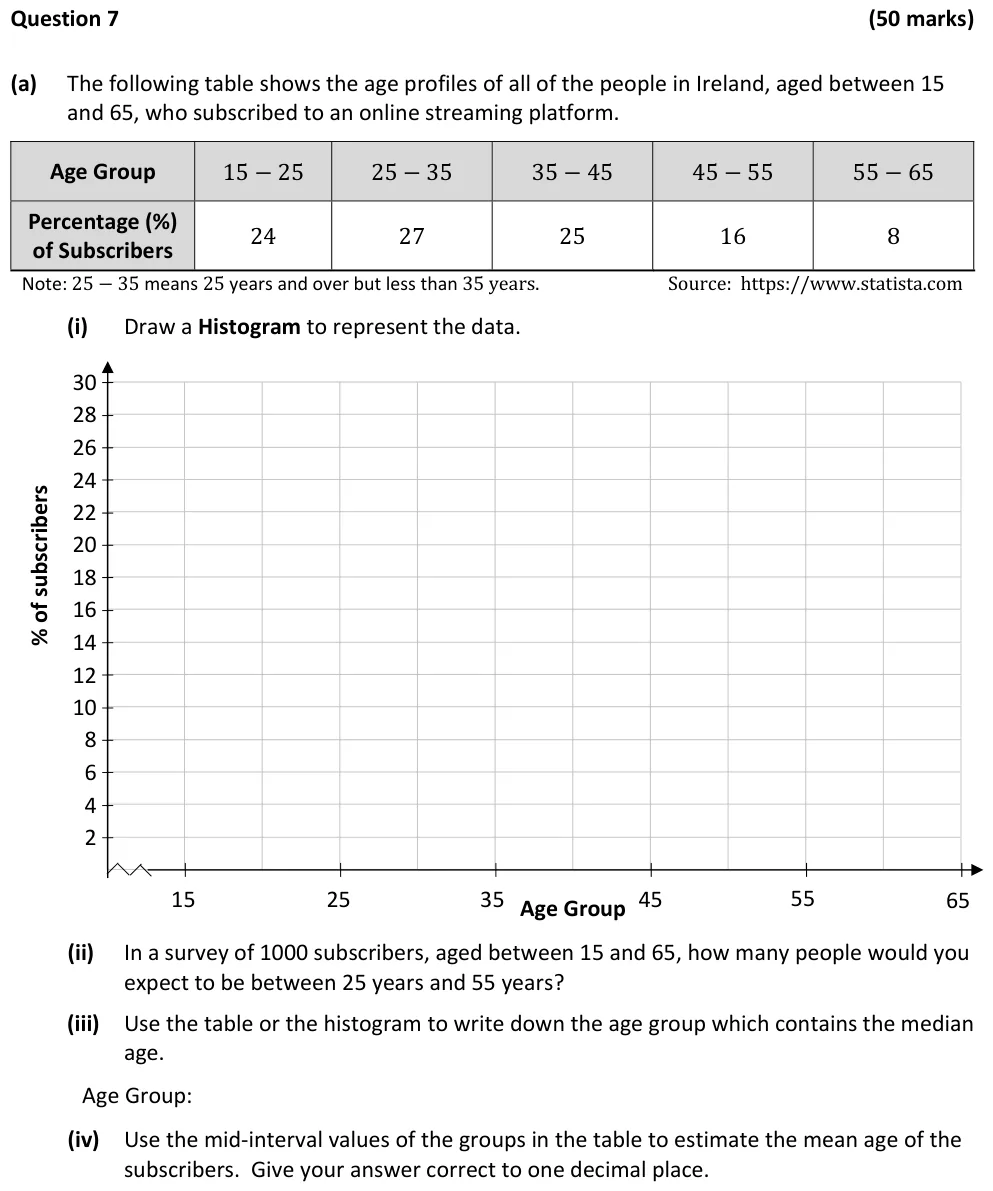 Question 7 (50 marks)
(a) The following table shows the age profiles of all of the people in Ireland, aged between 15
and 65, who subscribed to an online streaming platform.
Age Group 15 – 25 25 – 35 35 – 45 45 – 55 55 – 65
Percentage (%)
of Subscribers 24 27 25 16 8
Note: 25 – 35 means 25 years and over but less than 35 years. Source: https://www.statista.com
(i) Draw a Histogram to represent the data.
30
28
26
24
22
20
18
16
14
12
10
8
6
4
2
% of subscribers
15 25 35 45 55 65
Age Group
(ii) In a survey of 1000 subscribers, aged between 15 and 65, how many people would you
expect to be between 25 years and 55 years?
(iii) Use the table or the histogram to write down the age group which contains the median
age.
Age Group:
(iv) Use the mid-interval values of the groups in the table to estimate the mean age of the
subscribers. Give your answer correct to one decimal place.